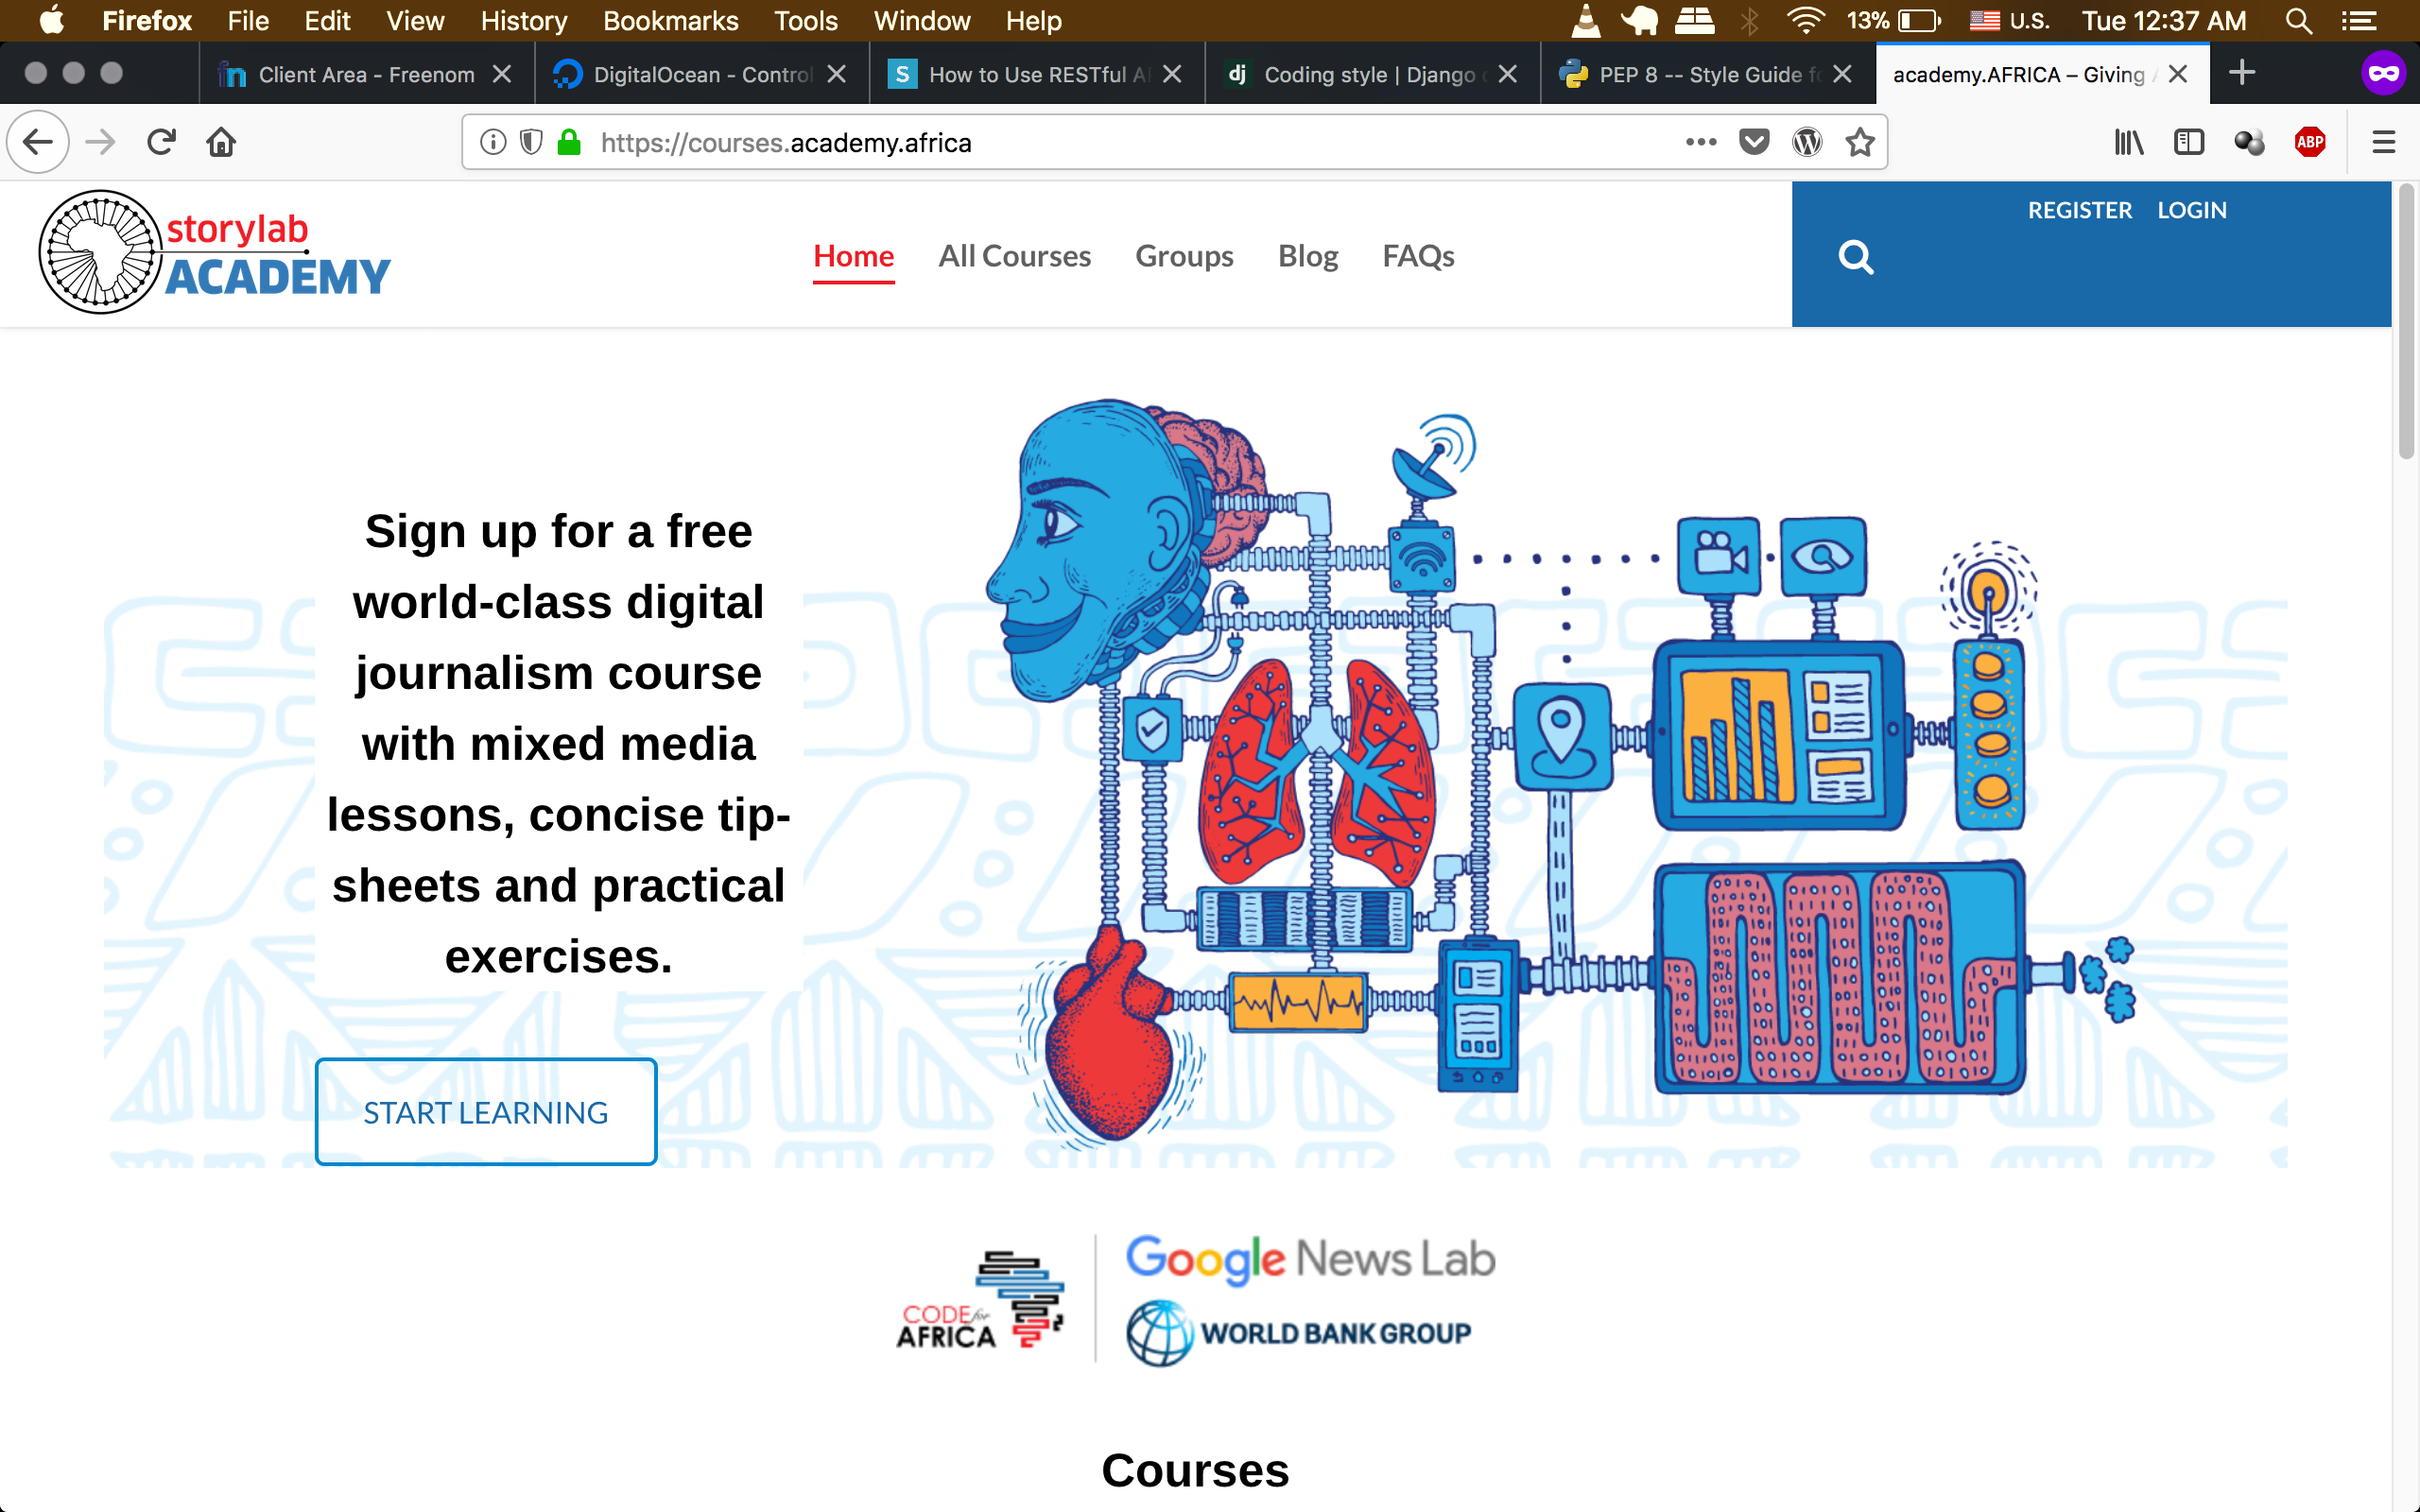 Firefox File Edit View History Bookmarks Tools Window Help 13% U.S. Tue 12:37 AM
Client Area - Freenom DigitalOcean - Control How to Use RESTful A Coding style | Django PEP 8 -- Style Guide academy.AFRICA – Giving
https://courses.academy.africa
ABP
REGISTER LOGIN
storylab
ACADEMY
Home All Courses Groups Blog FAQs
Sign up for a free
world-class digital
journalism course
with mixed media
lessons, concise tip-
sheets and practical
exercises.
START LEARNING
CODE for
AFRICA
Google News Lab
WORLD BANK GROUP
Courses